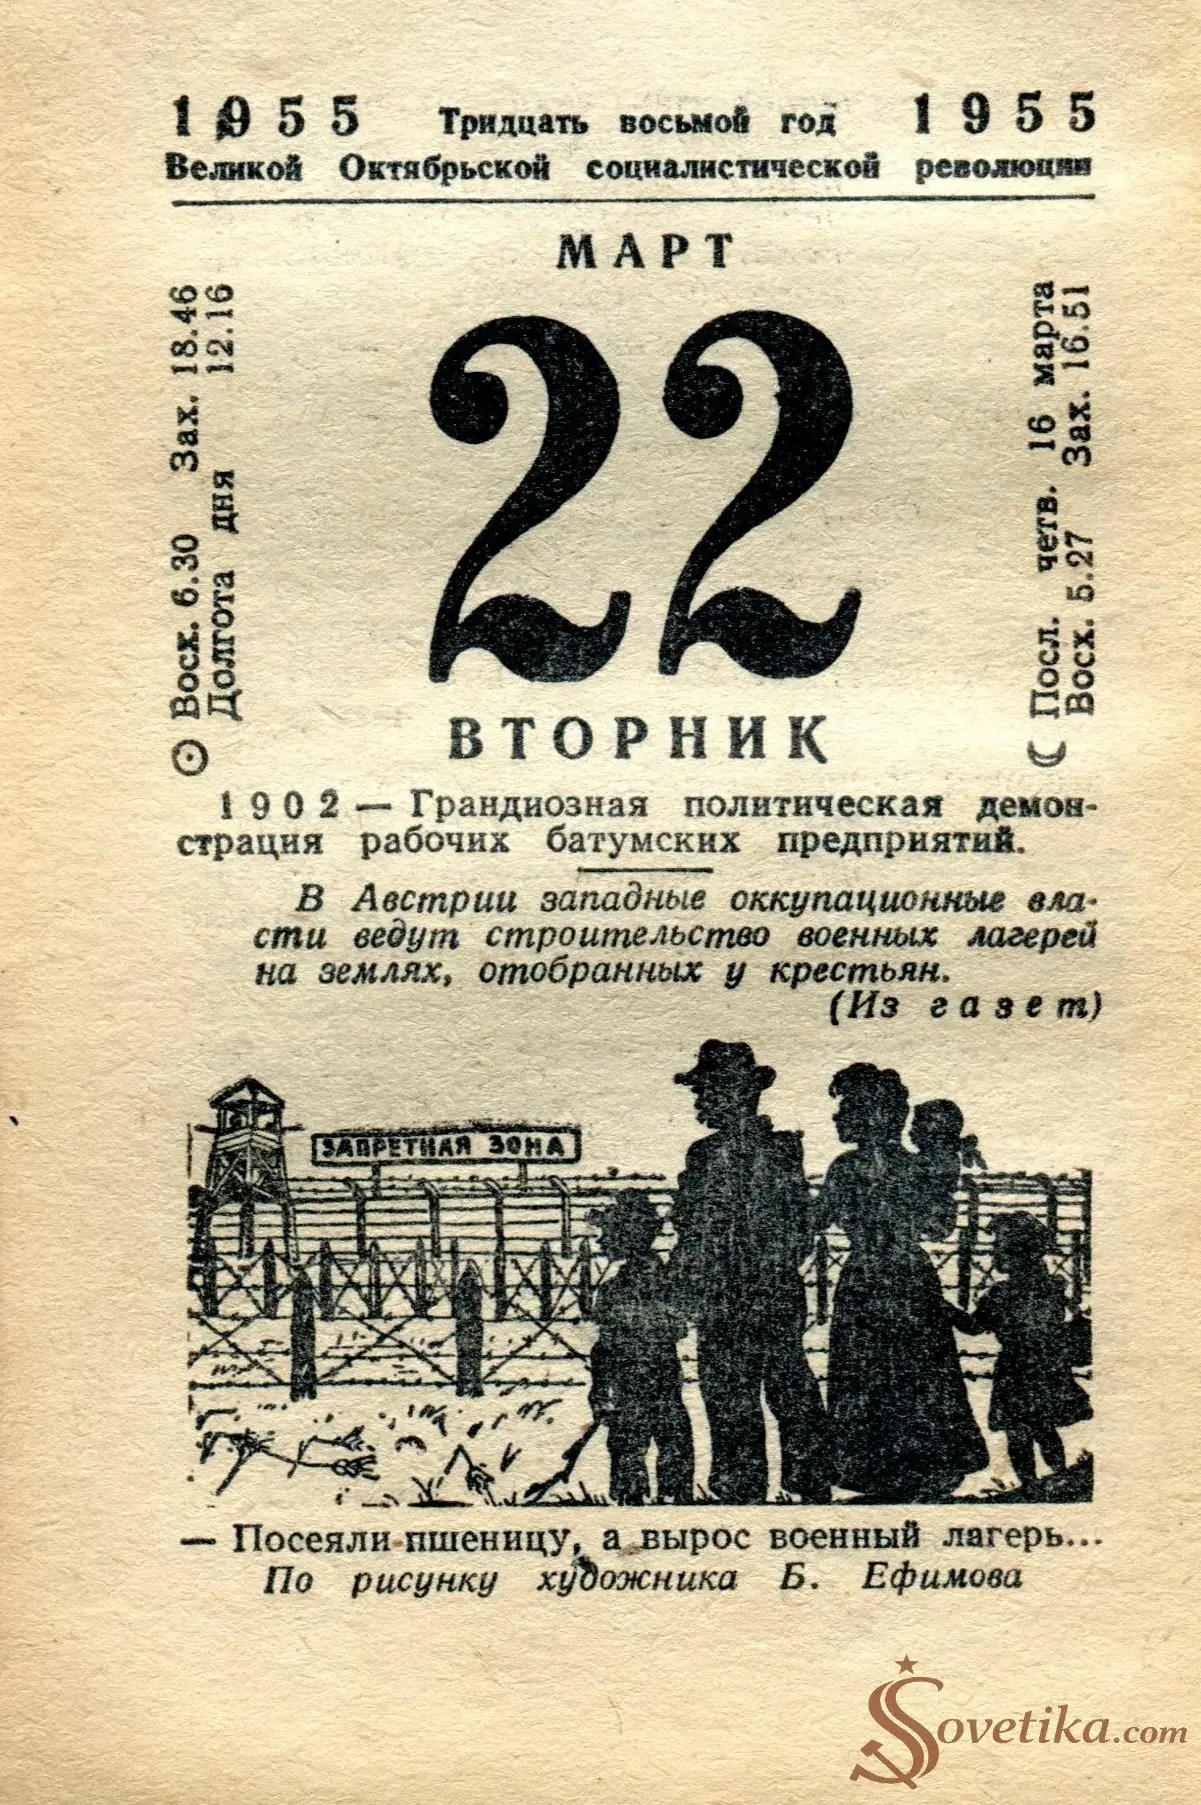 1955 Тридцать восьмой год 1955
Великой Октябрьской социалистической революции
МАРТ
Восх. 6.30 Зах. 18.46
Долгота дня 12.16
22
Посл. четв. 16 марта
Восх. 5.27 Зах. 16.51
ВТОРНИК
1902 — Грандиозная политическая демон-
страция рабочих батумских предприятий.
В Австрии западные оккупационные вла-
сти ведут строительство военных лагерей
на землях, отобранных у крестьян.
(Из газет)
ЗАПРЕТНАЯ ЗОНА
— Посеяли пшеницу, а вырос военный лагерь...
По рисунку художника Б. Ефимова
Sovetika.com